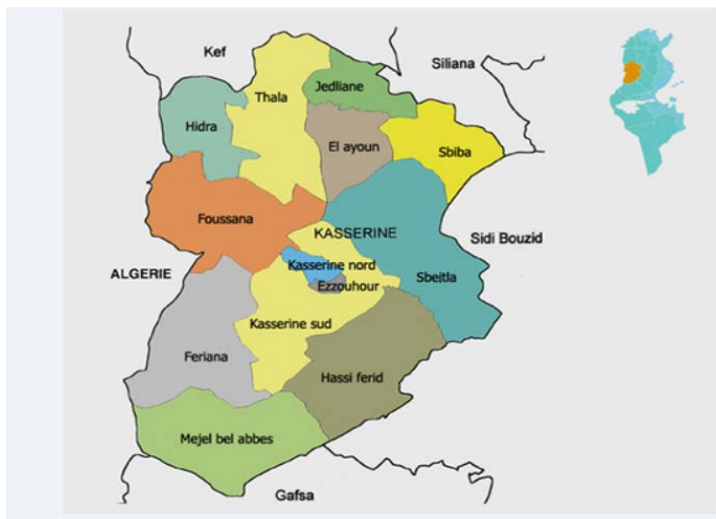 Kef
Siliana
Jedliane
Thala
Hidra
El ayoun
Sbiba
Foussana
KASSERINE
Sidi Bouzid
Kasserine nord
ALGERIE
Sbeitla
Ezzouhour
Kasserine sud
Feriana
Hassi ferid
Mejel bel abbes
Gafsa